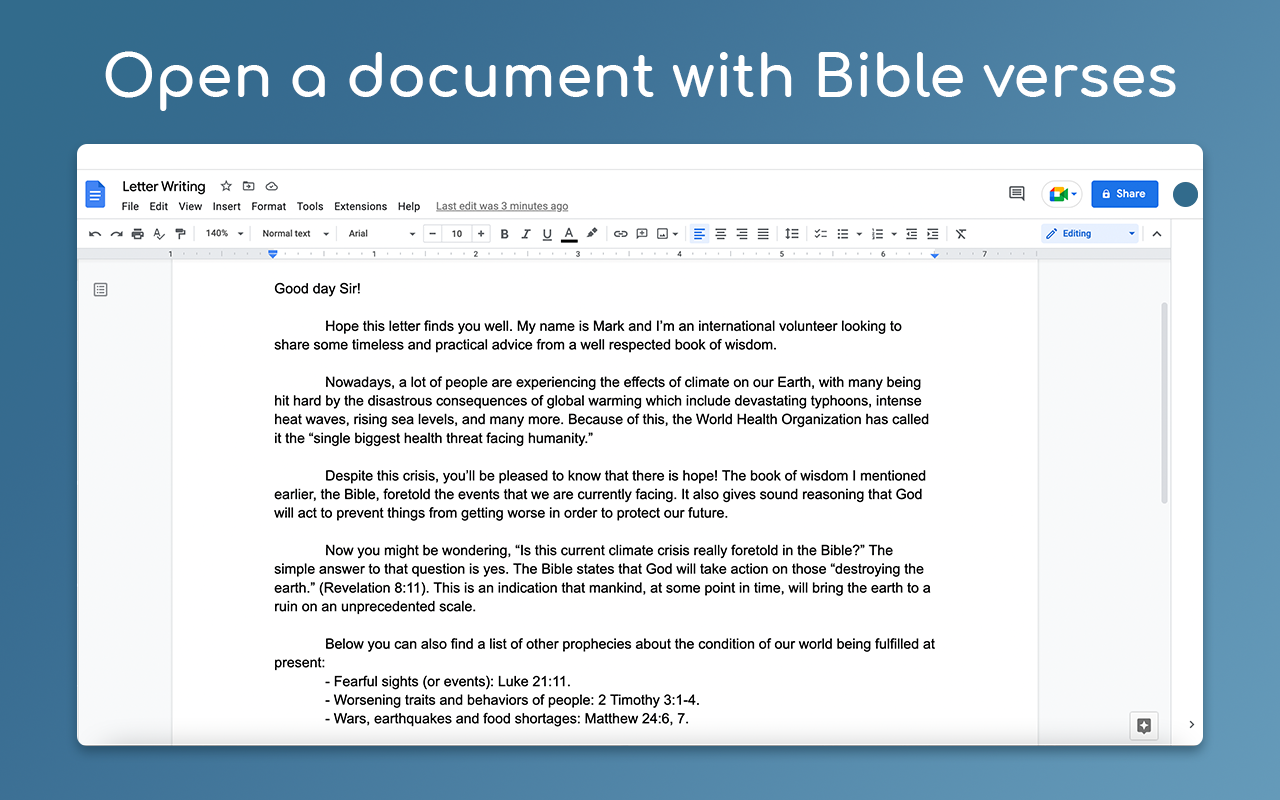 Open a document with Bible verses
Letter Writing
File Edit View Insert Format Tools Extensions Help Last edit was 3 minutes ago
Share
140% Normal text Arial − 10 + B I U A Editing
1 1 2 3 4 5 6 7
Good day Sir!
Hope this letter finds you well. My name is Mark and I’m an international volunteer looking to
share some timeless and practical advice from a well respected book of wisdom.
Nowadays, a lot of people are experiencing the effects of climate on our Earth, with many being
hit hard by the disastrous consequences of global warming which include devastating typhoons, intense
heat waves, rising sea levels, and many more. Because of this, the World Health Organization has called
it the “single biggest health threat facing humanity.”
Despite this crisis, you’ll be pleased to know that there is hope! The book of wisdom I mentioned
earlier, the Bible, foretold the events that we are currently facing. It also gives sound reasoning that God
will act to prevent things from getting worse in order to protect our future.
Now you might be wondering, “Is this current climate crisis really foretold in the Bible?” The
simple answer to that question is yes. The Bible states that God will take action on those “destroying the
earth.” (Revelation 8:11). This is an indication that mankind, at some point in time, will bring the earth to a
ruin on an unprecedented scale.
Below you can also find a list of other prophecies about the condition of our world being fulfilled at
present:
- Fearful sights (or events): Luke 21:11.
- Worsening traits and behaviors of people: 2 Timothy 3:1-4.
- Wars, earthquakes and food shortages: Matthew 24:6, 7.